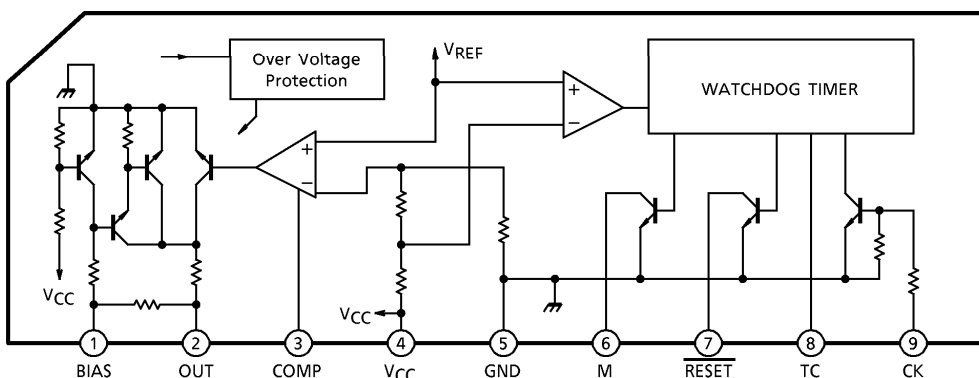 Over Voltage
Protection
VREF
WATCHDOG TIMER
+
−
+
−
VCC
VCC
1 2 3 4 5 6 7 8 9
BIAS OUT COMP VCC GND M RESET TC CK